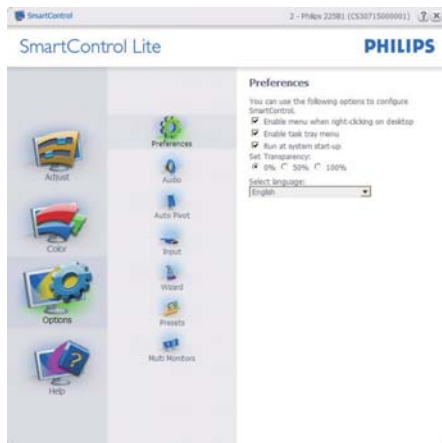 SmartControl
2 - Philips 225B1 (CS30715000001)
SmartControl Lite
PHILIPS
Adjust
Color
Options
Help
Preferences
Audio
Auto Pivot
Input
Wizard
Presets
Multi Monitors
Preferences
You can use the following options to configure
SmartControl.
Enable menu when right-clicking on desktop
Enable task tray menu
Run at system start-up
Set Transparency:
0% 50% 100%
Select language:
English